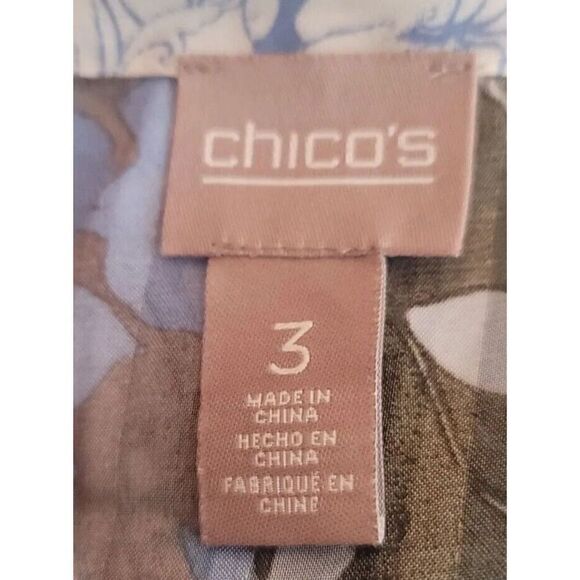 chico's
3
MADE IN
CHINA
HECHO EN
CHINA
FABRIQUÉ EN
CHINE